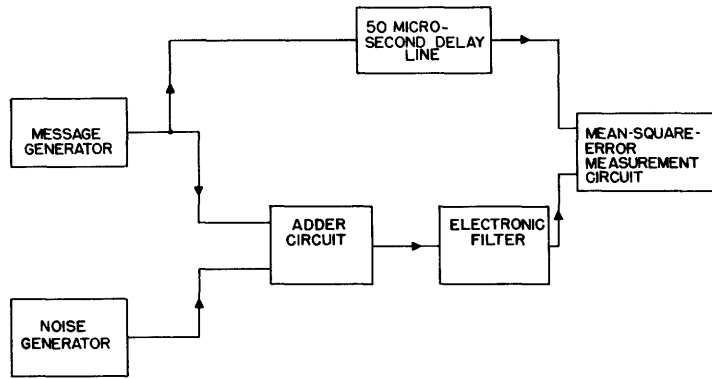 50 MICRO-
SECOND DELAY
LINE
MESSAGE
GENERATOR
MEAN-SQUARE-
ERROR
MEASUREMENT
CIRCUIT
ADDER
CIRCUIT
ELECTRONIC
FILTER
NOISE
GENERATOR